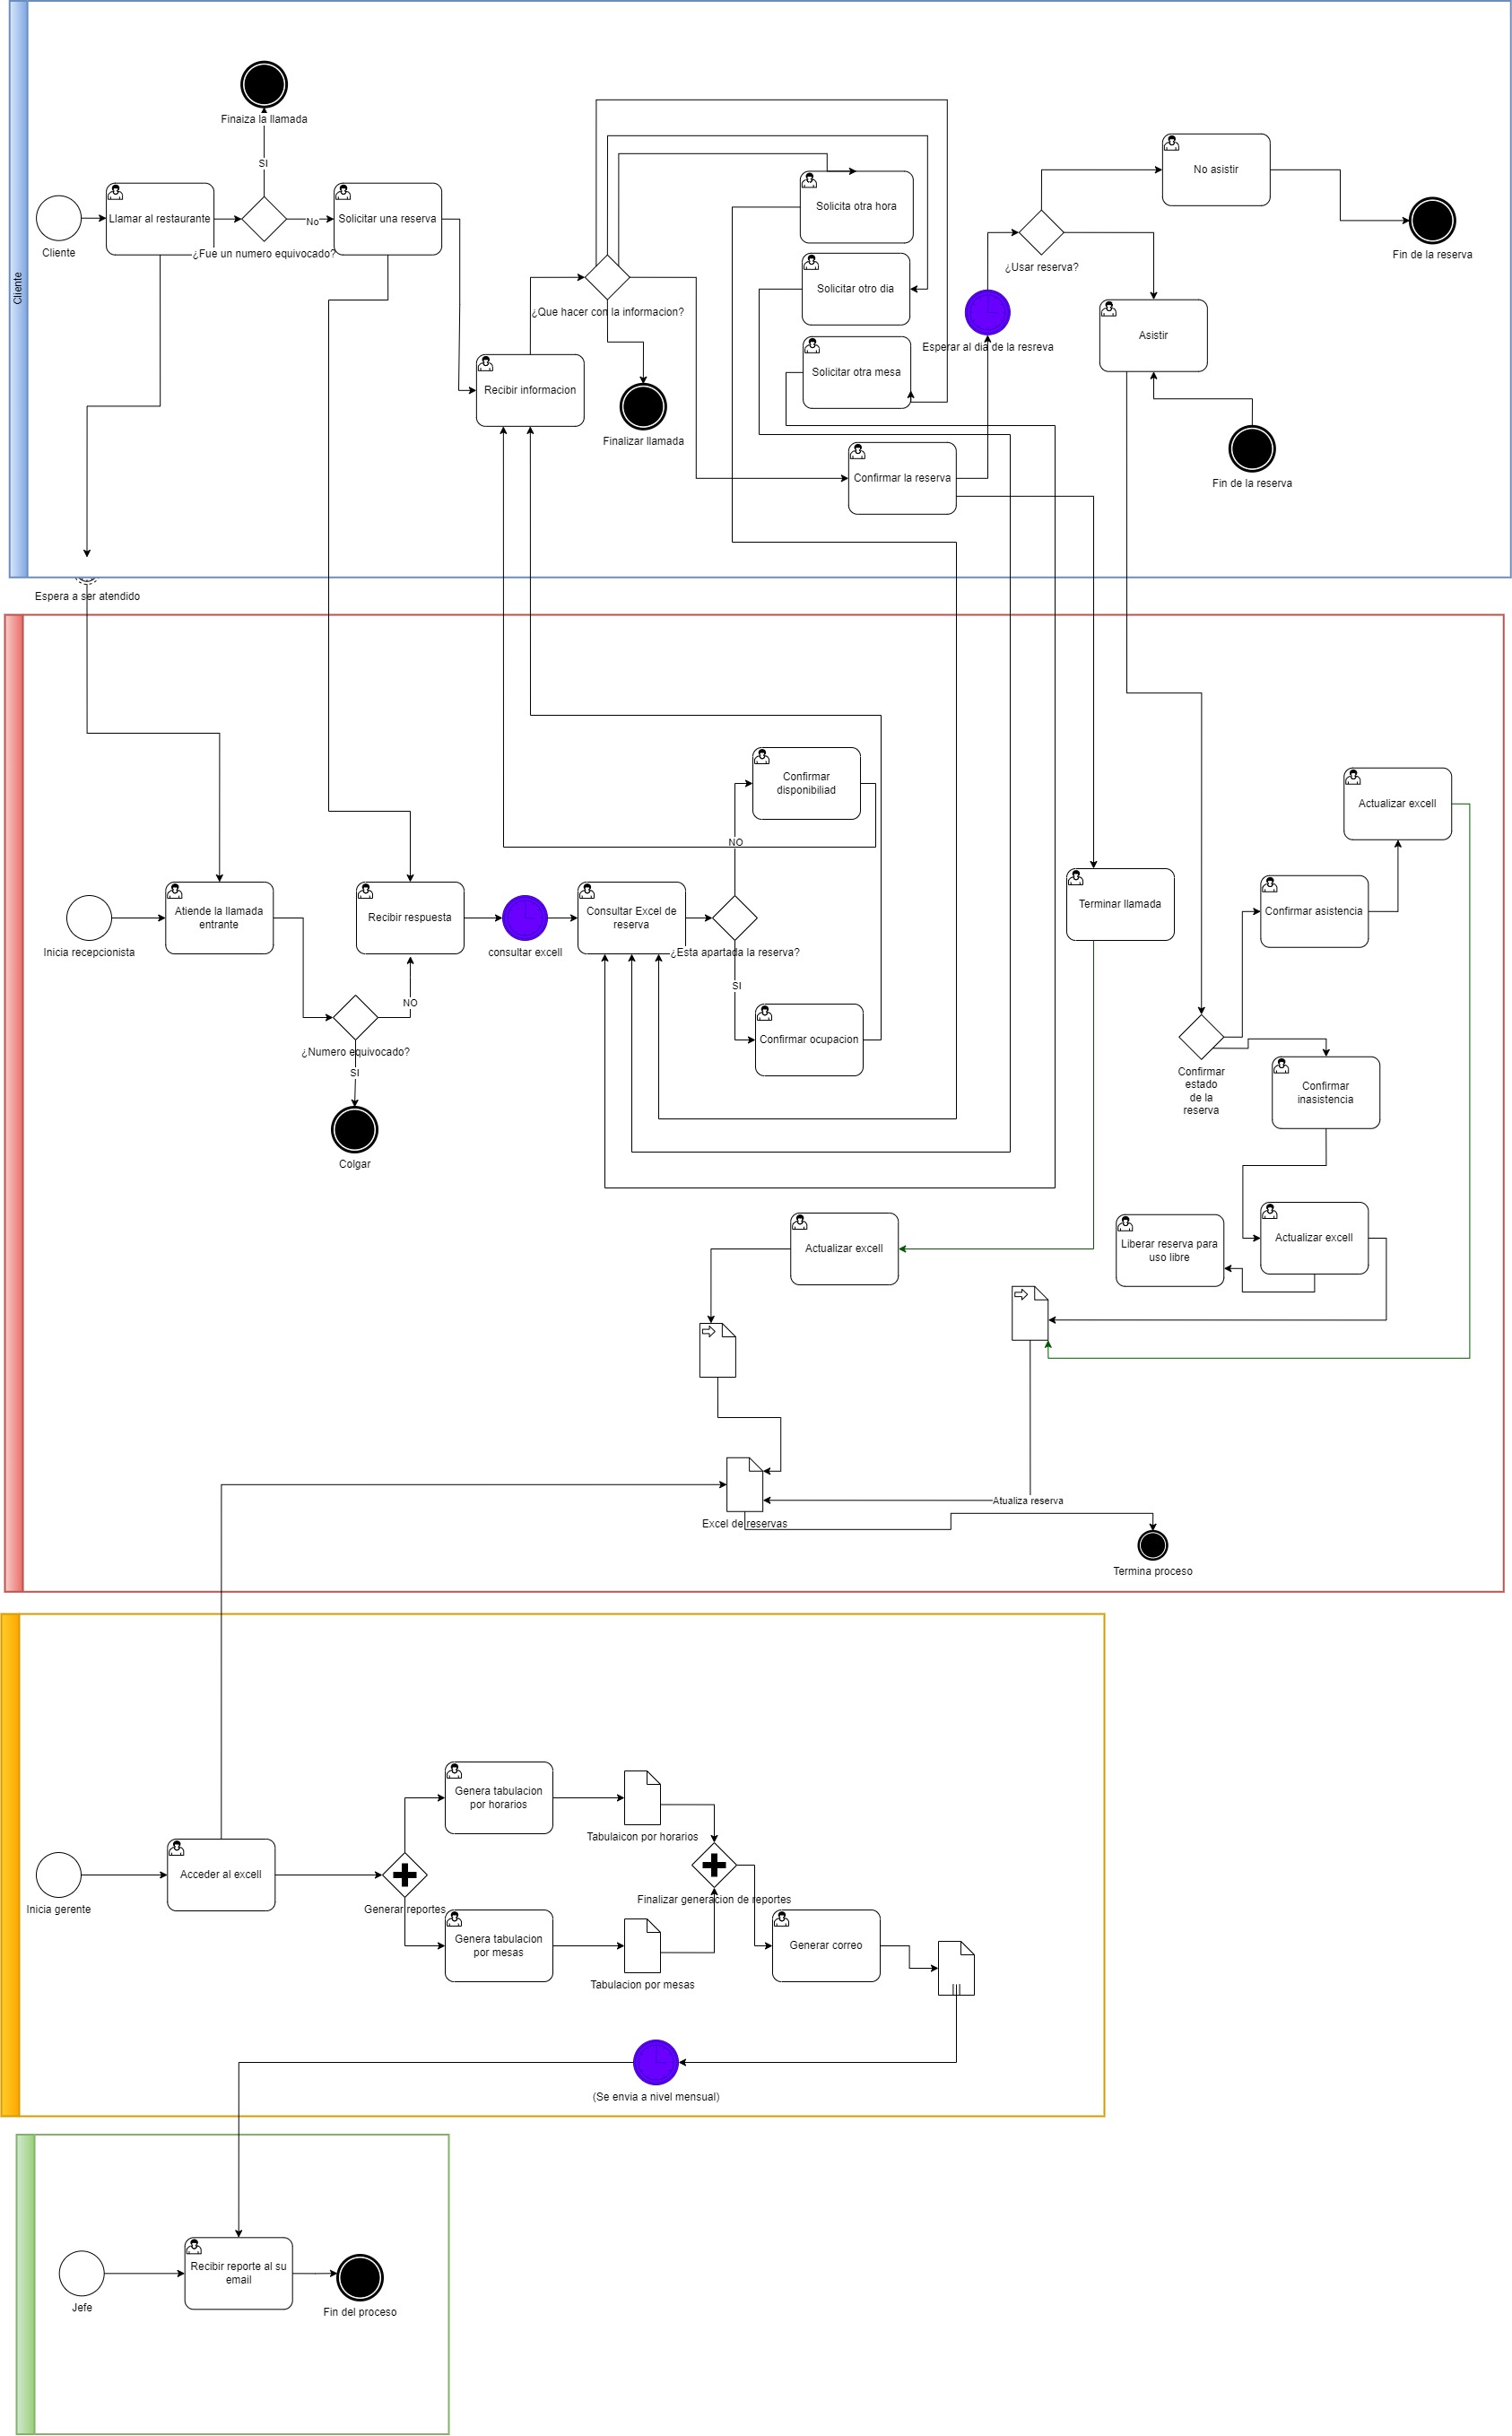 Cliente
Finaiza la llamada
SI
Cliente
Llamar al restaurante
¿Fue un numero equivocado?
No
Solicitar una reserva
Recibir informacion
¿Que hacer con la informacion?
Finalizar llamada
Solicita otra hora
Solicitar otro dia
Solicitar otra mesa
Confirmar la reserva
Esperar al dia de la resreva
¿Usar reserva?
No asistir
Fin de la reserva
Asistir
Fin de la reserva
Espera a ser atendido
Inicia recepcionista
Atiende la llamada
entrante
¿Numero equivocado?
NO
SI
Colgar
Recibir respuesta
consultar excell
Consultar Excel de
reserva
¿Esta apartada la reserva?
NO
Confirmar
disponibiliad
SI
Confirmar ocupacion
Terminar llamada
Actualizar excell
Confirmar asistencia
Confirmar
estado
de la
reserva
Confirmar
inasistencia
Actualizar excell
Liberar reserva para
uso libre
Actualizar excell
Atualiza reserva
Excel de reservas
Termina proceso
Inicia gerente
Acceder al excell
Generar reportes
Genera tabulacion
por horarios
Tabulaicon por horarios
Genera tabulacion
por mesas
Tabulacion por mesas
Finalizar generacion de reportes
Generar correo
(Se envia a nivel mensual)
Jefe
Recibir reporte al su
email
Fin del proceso